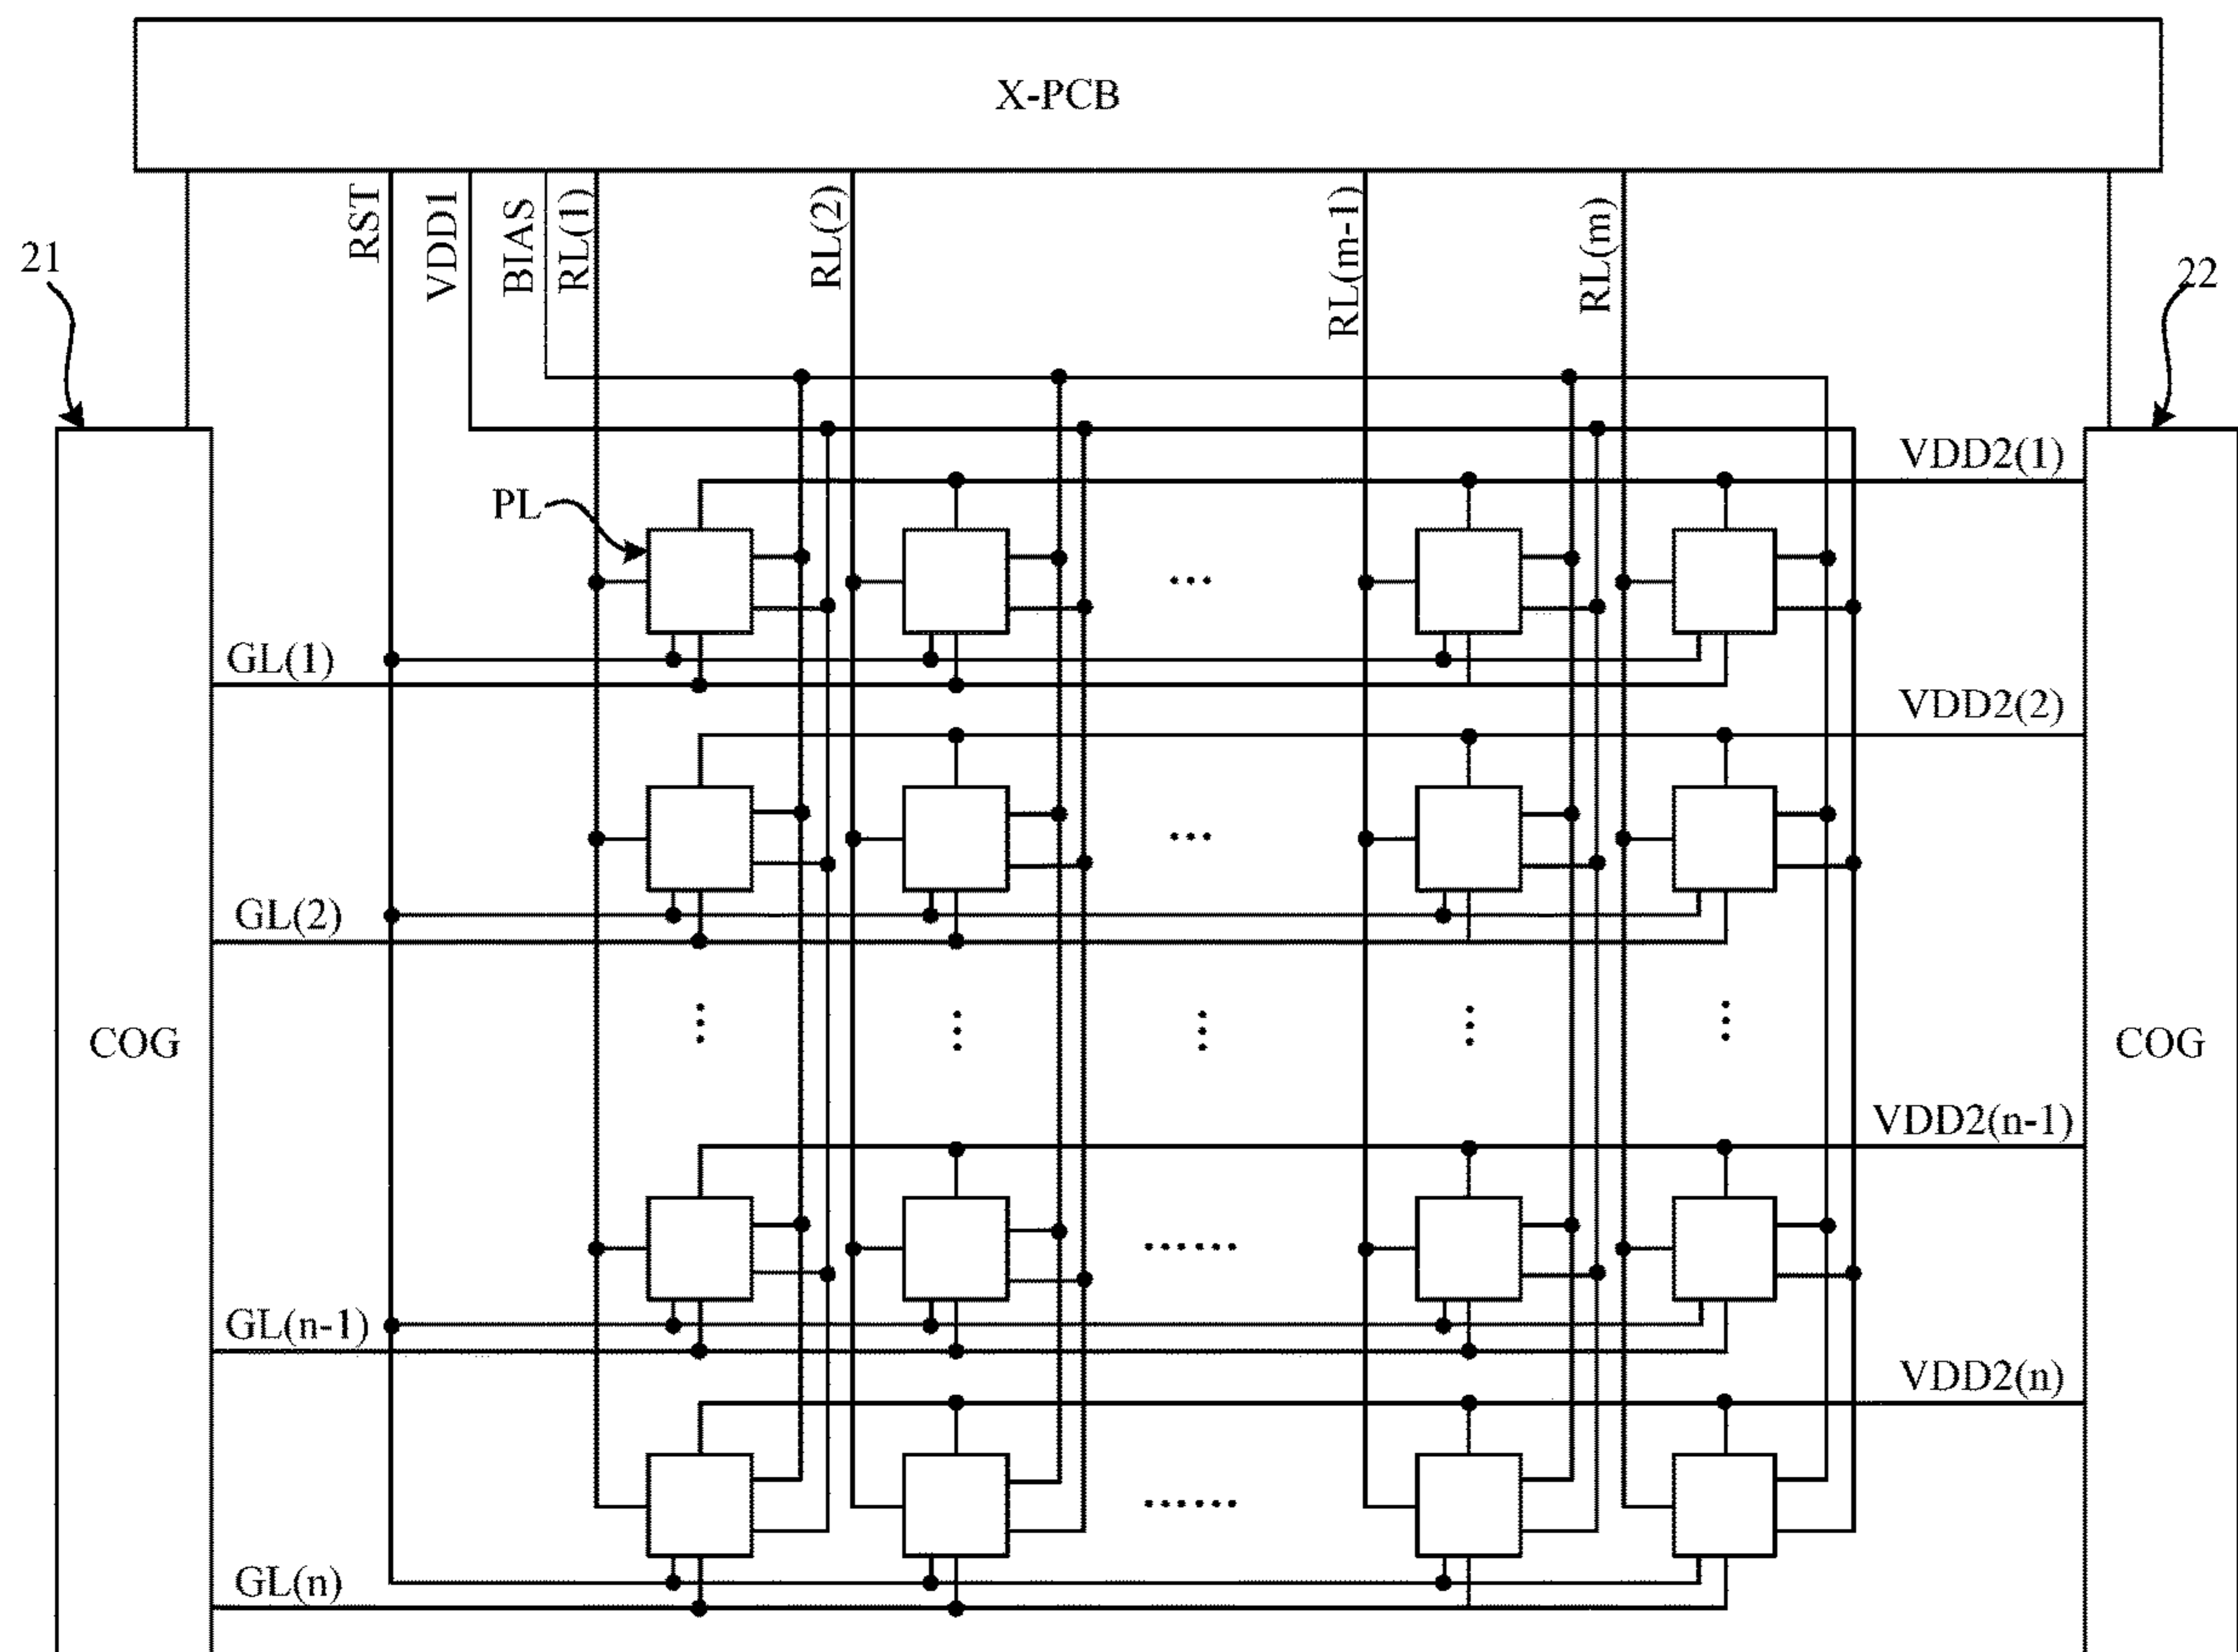 X-PCB
RST
VDD1
BIAS
RL(1)
RL(2)
RL(m-1)
RL(m)
21
22
VDD2(1)
PL
...
GL(1)
VDD2(2)
...
GL(2)
COG
COG
VDD2(n-1)
......
GL(n-1)
VDD2(n)
......
GL(n)